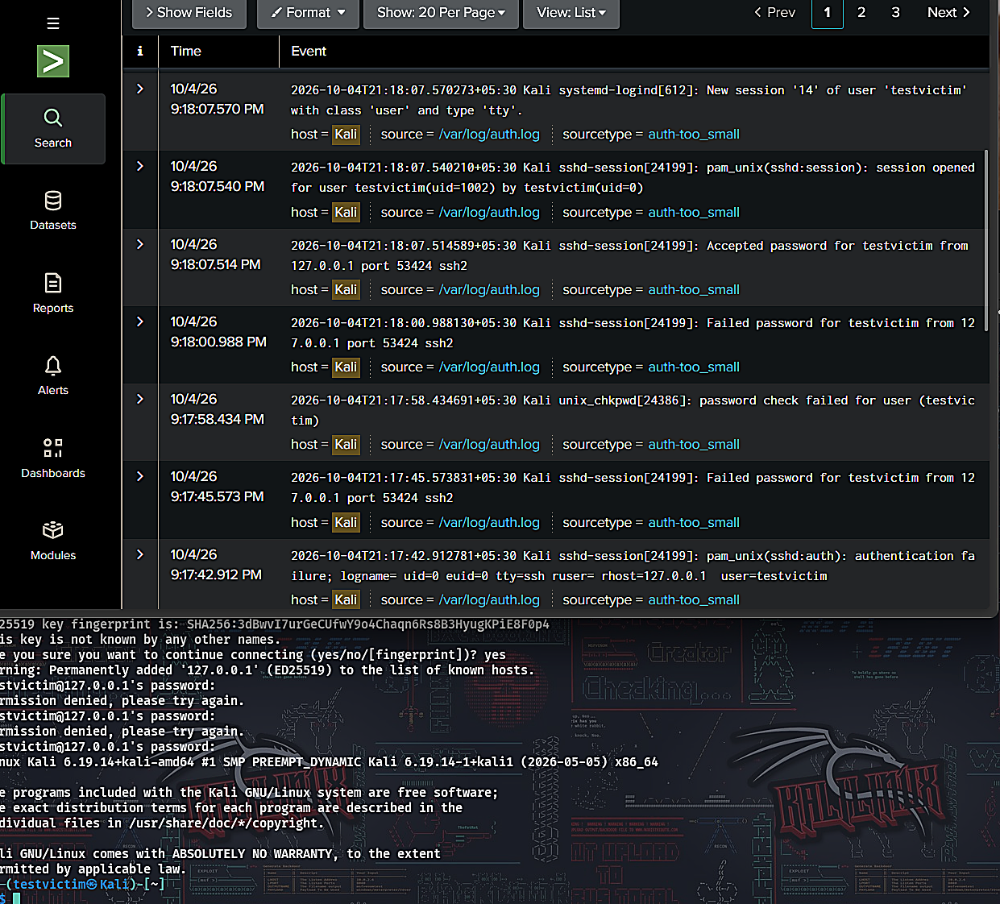 Show Fields
Format
Show: 20 Per Page
View: List
Prev
1
2
3
Next
i
Time
Event
Search
Datasets
Reports
Alerts
Dashboards
Modules
10/4/26
9:18:07.570 PM
2026-10-04T21:18:07.570273+05:30 Kali systemd-logind[612]: New session '14' of user 'testvictim'
with class 'user' and type 'tty'.
host = Kali source = /var/log/auth.log sourcetype = auth-too_small
10/4/26
9:18:07.540 PM
2026-10-04T21:18:07.540210+05:30 Kali sshd-session[24199]: pam_unix(sshd:session): session opened
for user testvictim(uid=1002) by testvictim(uid=0)
host = Kali source = /var/log/auth.log sourcetype = auth-too_small
10/4/26
9:18:07.514 PM
2026-10-04T21:18:07.514589+05:30 Kali sshd-session[24199]: Accepted password for testvictim from
127.0.0.1 port 53424 ssh2
host = Kali source = /var/log/auth.log sourcetype = auth-too_small
10/4/26
9:18:00.988 PM
2026-10-04T21:18:00.988130+05:30 Kali sshd-session[24199]: Failed password for testvictim from 12
7.0.0.1 port 53424 ssh2
host = Kali source = /var/log/auth.log sourcetype = auth-too_small
10/4/26
9:17:58.434 PM
2026-10-04T21:17:58.434691+05:30 Kali unix_chkpwd[24386]: password check failed for user (testvic
tim)
host = Kali source = /var/log/auth.log sourcetype = auth-too_small
10/4/26
9:17:45.573 PM
2026-10-04T21:17:45.573831+05:30 Kali sshd-session[24199]: Failed password for testvictim from 12
7.0.0.1 port 53424 ssh2
host = Kali source = /var/log/auth.log sourcetype = auth-too_small
10/4/26
9:17:42.912 PM
2026-10-04T21:17:42.912781+05:30 Kali sshd-session[24199]: pam_unix(sshd:auth): authentication fa
ilure; logname= uid=0 euid=0 tty=ssh ruser= rhost=127.0.0.1  user=testvictim
host = Kali source = /var/log/auth.log sourcetype = auth-too_small
25519 key fingerprint is: SHA256:3dBwvI7urGeCUfwY9o4Chaqn6Rs8B3HyugKPiE8F0p4
is key is not known by any other names.
e you sure you want to continue connecting (yes/no/[fingerprint])? yes
rning: Permanently added '127.0.0.1' (ED25519) to the list of known hosts.
stvictim@127.0.0.1's password:
rmission denied, please try again.
stvictim@127.0.0.1's password:
rmission denied, please try again.
stvictim@127.0.0.1's password:
nux Kali 6.19.14+kali-amd64 #1 SMP PREEMPT_DYNAMIC Kali 6.19.14-1+kali1 (2026-05-05) x86_64
e programs included with the Kali GNU/Linux system are free software;
e exact distribution terms for each program are described in the
dividual files in /usr/share/doc/*/copyright.
li GNU/Linux comes with ABSOLUTELY NO WARRANTY, to the extent
rmitted by applicable law.
-(testvictim㉿Kali)-[~]
$
Creator
Checking...
KALI LINUX
KALI LINUX
RECON
EXPLOIT
EXPLOIT